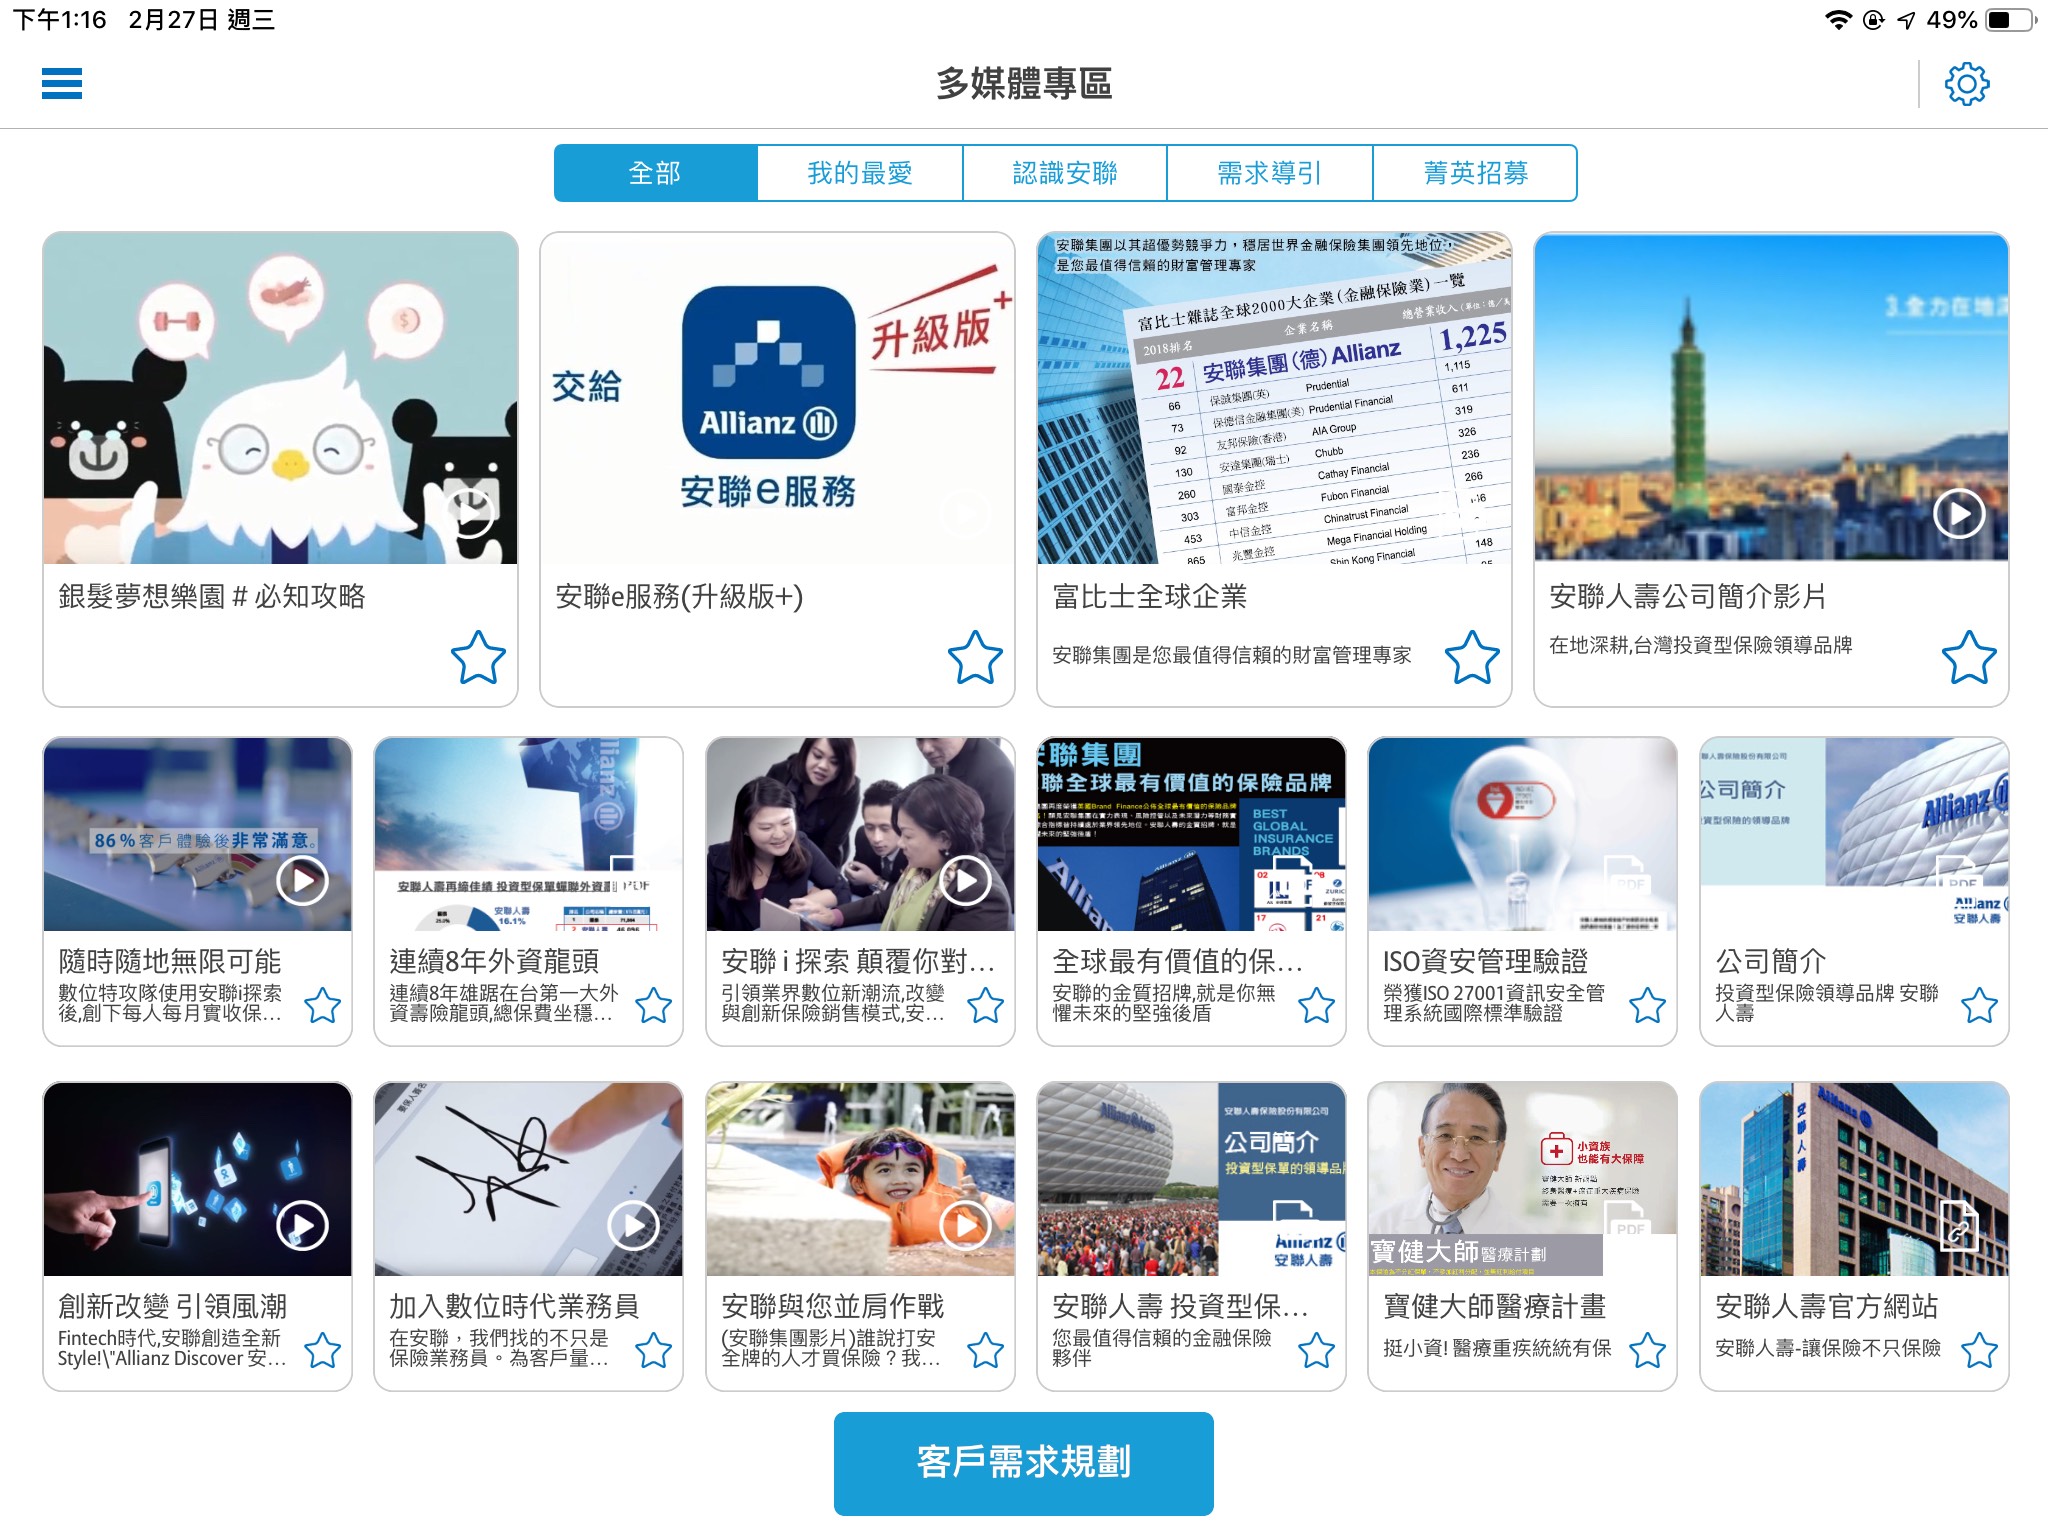 下午1:16 2月27日 週三
49%
多媒體專區
全部
我的最愛
認識安聯
需求導引
菁英招募
交給
Allianz
升級版+
安聯e服務
安聯集團以其超優勢競爭力，穩居世界金融保險集團領先地位，
是您最值得信賴的財富管理專家
富比士雜誌全球2000大企業(金融保險業)一覽
2018排名 企業名稱 總營業收入
22 安聯集團(德)Allianz 1,225
66 保誠集團(英) Prudential 1,115
73 保德信金融集團(美) Prudential Financial 611
92 友邦保險(香港) AIA Group 319
130 安達集團(瑞士) Chubb 326
260 國泰金控 Cathay Financial 236
303 富邦金控 Fubon Financial 266
453 中信金控 Chinatrust Financial
865 兆豐金控 Mega Financial Holding 148
Shin Kong Financial
3.全力在地
銀髮夢想樂園 # 必知攻略
安聯e服務(升級版+)
富比士全球企業
安聯集團是您最值得信賴的財富管理專家
安聯人壽公司簡介影片
在地深耕,台灣投資型保險領導品牌
86%客戶體驗後非常滿意。
Allianz
安聯人壽再締佳績 投資型保單蟬聯外資
PDF
安聯人壽
16.1%
安聯集團
聯全球最有價值的保險品牌
BEST
GLOBAL
INSURANCE
BRANDS
02
08
17
21
PDF
公司簡介
資型保險的領導品牌
Allianz
PDF
Allianz
安聯人壽
隨時隨地無限可能
數位特攻隊使用安聯i探索
後,創下每人每月實收保...
連續8年外資龍頭
連續8年雄踞在台第一大外
資壽險龍頭,總保費坐穩...
安聯 i 探索 顛覆你對...
引領業界數位新潮流,改變
與創新保險銷售模式,安...
全球最有價值的保...
安聯的金質招牌,就是你無
懼未來的堅強後盾
ISO資安管理驗證
榮獲ISO 27001資訊安全管
理系統國際標準驗證
公司簡介
投資型保險領導品牌 安聯
人壽
要保人簽名
安聯人壽保險股份有限公司
公司簡介
投資型保單的領導品
Allianz
安聯人壽
小資族
也能有大保障
PDF
寶健大師醫療計劃
Allianz
安聯人壽
創新改變 引領風潮
Fintech時代,安聯創造全新
Style!\"Allianz Discover 安...
加入數位時代業務員
在安聯，我們找的不只是
保險業務員。為客戶量...
安聯與您並肩作戰
(安聯集團影片)誰說打安
全牌的人才買保險？我...
安聯人壽 投資型保...
您最值得信賴的金融保險
夥伴
寶健大師醫療計畫
挺小資! 醫療重疾統統有保
安聯人壽官方網站
安聯人壽-讓保險不只保險
客戶需求規劃